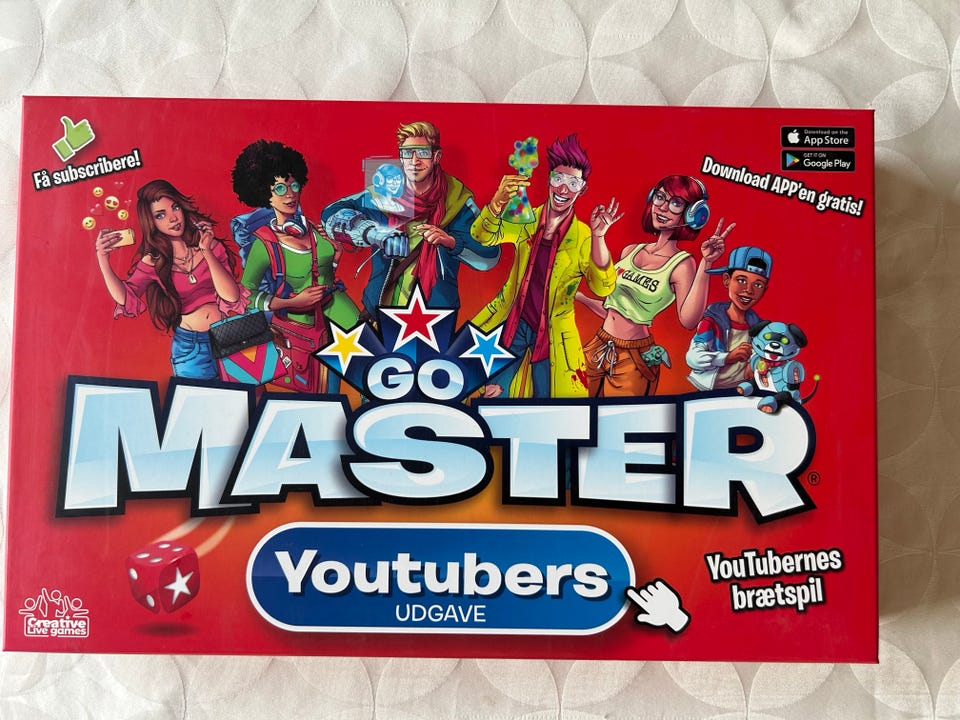 Få subscribere!
Download on the
App Store
GET IT ON
Google Play
Download APP'en gratis!
I ♥ GAMES
GO
MASTER®
Youtubers
UDGAVE
YouTubernes
brætspil
Creative
Live games